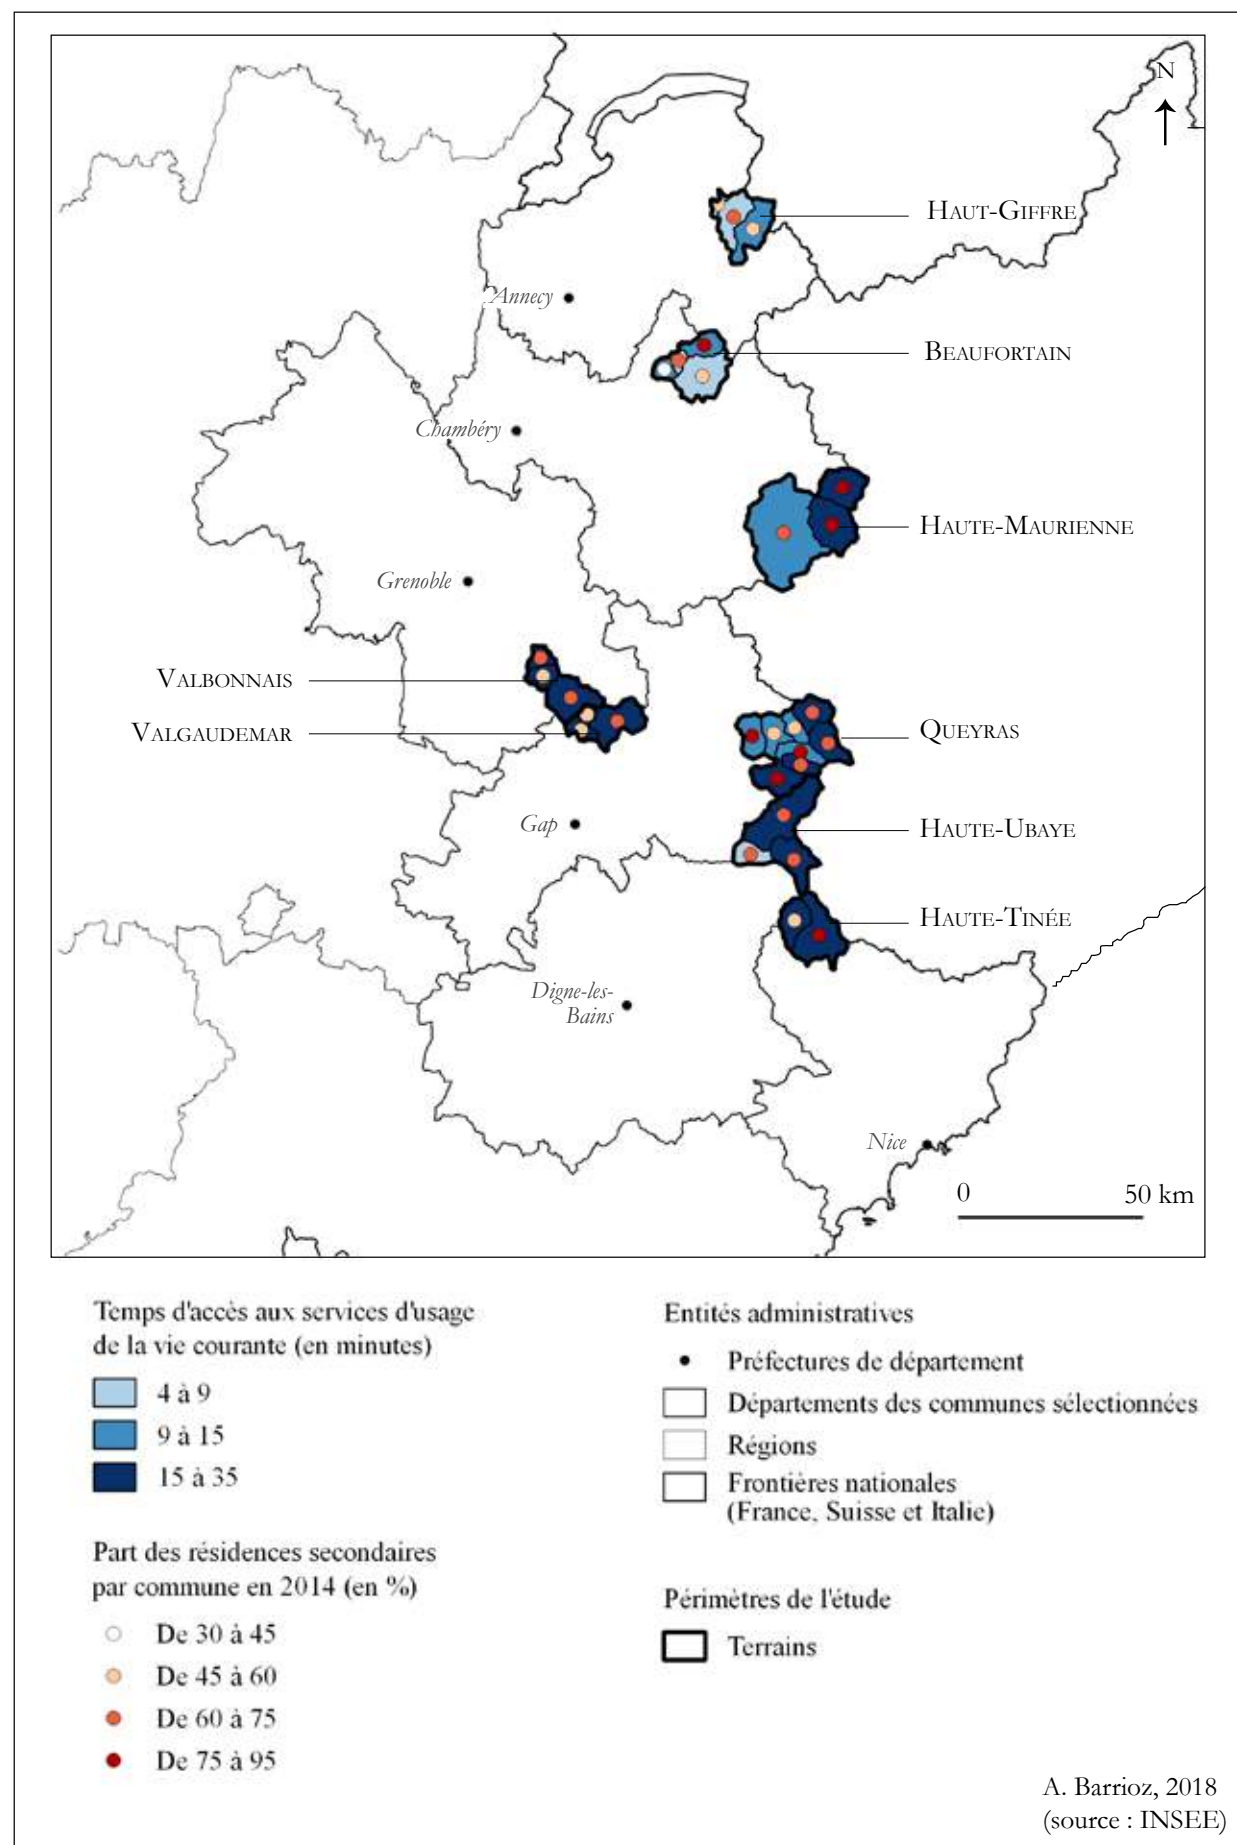 N
HAUT-GIFFRE
Annecy
BEAUFORTAIN
Chambéry
HAUTE-MAURIENNE
Grenoble
VALBONNAIS
VALGAUDEMAR
QUEYRAS
Gap
HAUTE-UBAYE
HAUTE-TINÉE
Digne-les-
Bains
Nice
0 50 km
Temps d'accès aux services d'usage
de la vie courante (en minutes)
4 à 9
9 à 15
15 à 35
Part des résidences secondaires
par commune en 2014 (en %)
De 30 à 45
De 45 à 60
De 60 à 75
De 75 à 95
Entités administratives
Préfectures de département
Départements des communes sélectionnées
Régions
Frontières nationales
(France, Suisse et Italie)
Périmètres de l'étude
Terrains
A. Barrioz, 2018
(source : INSEE)